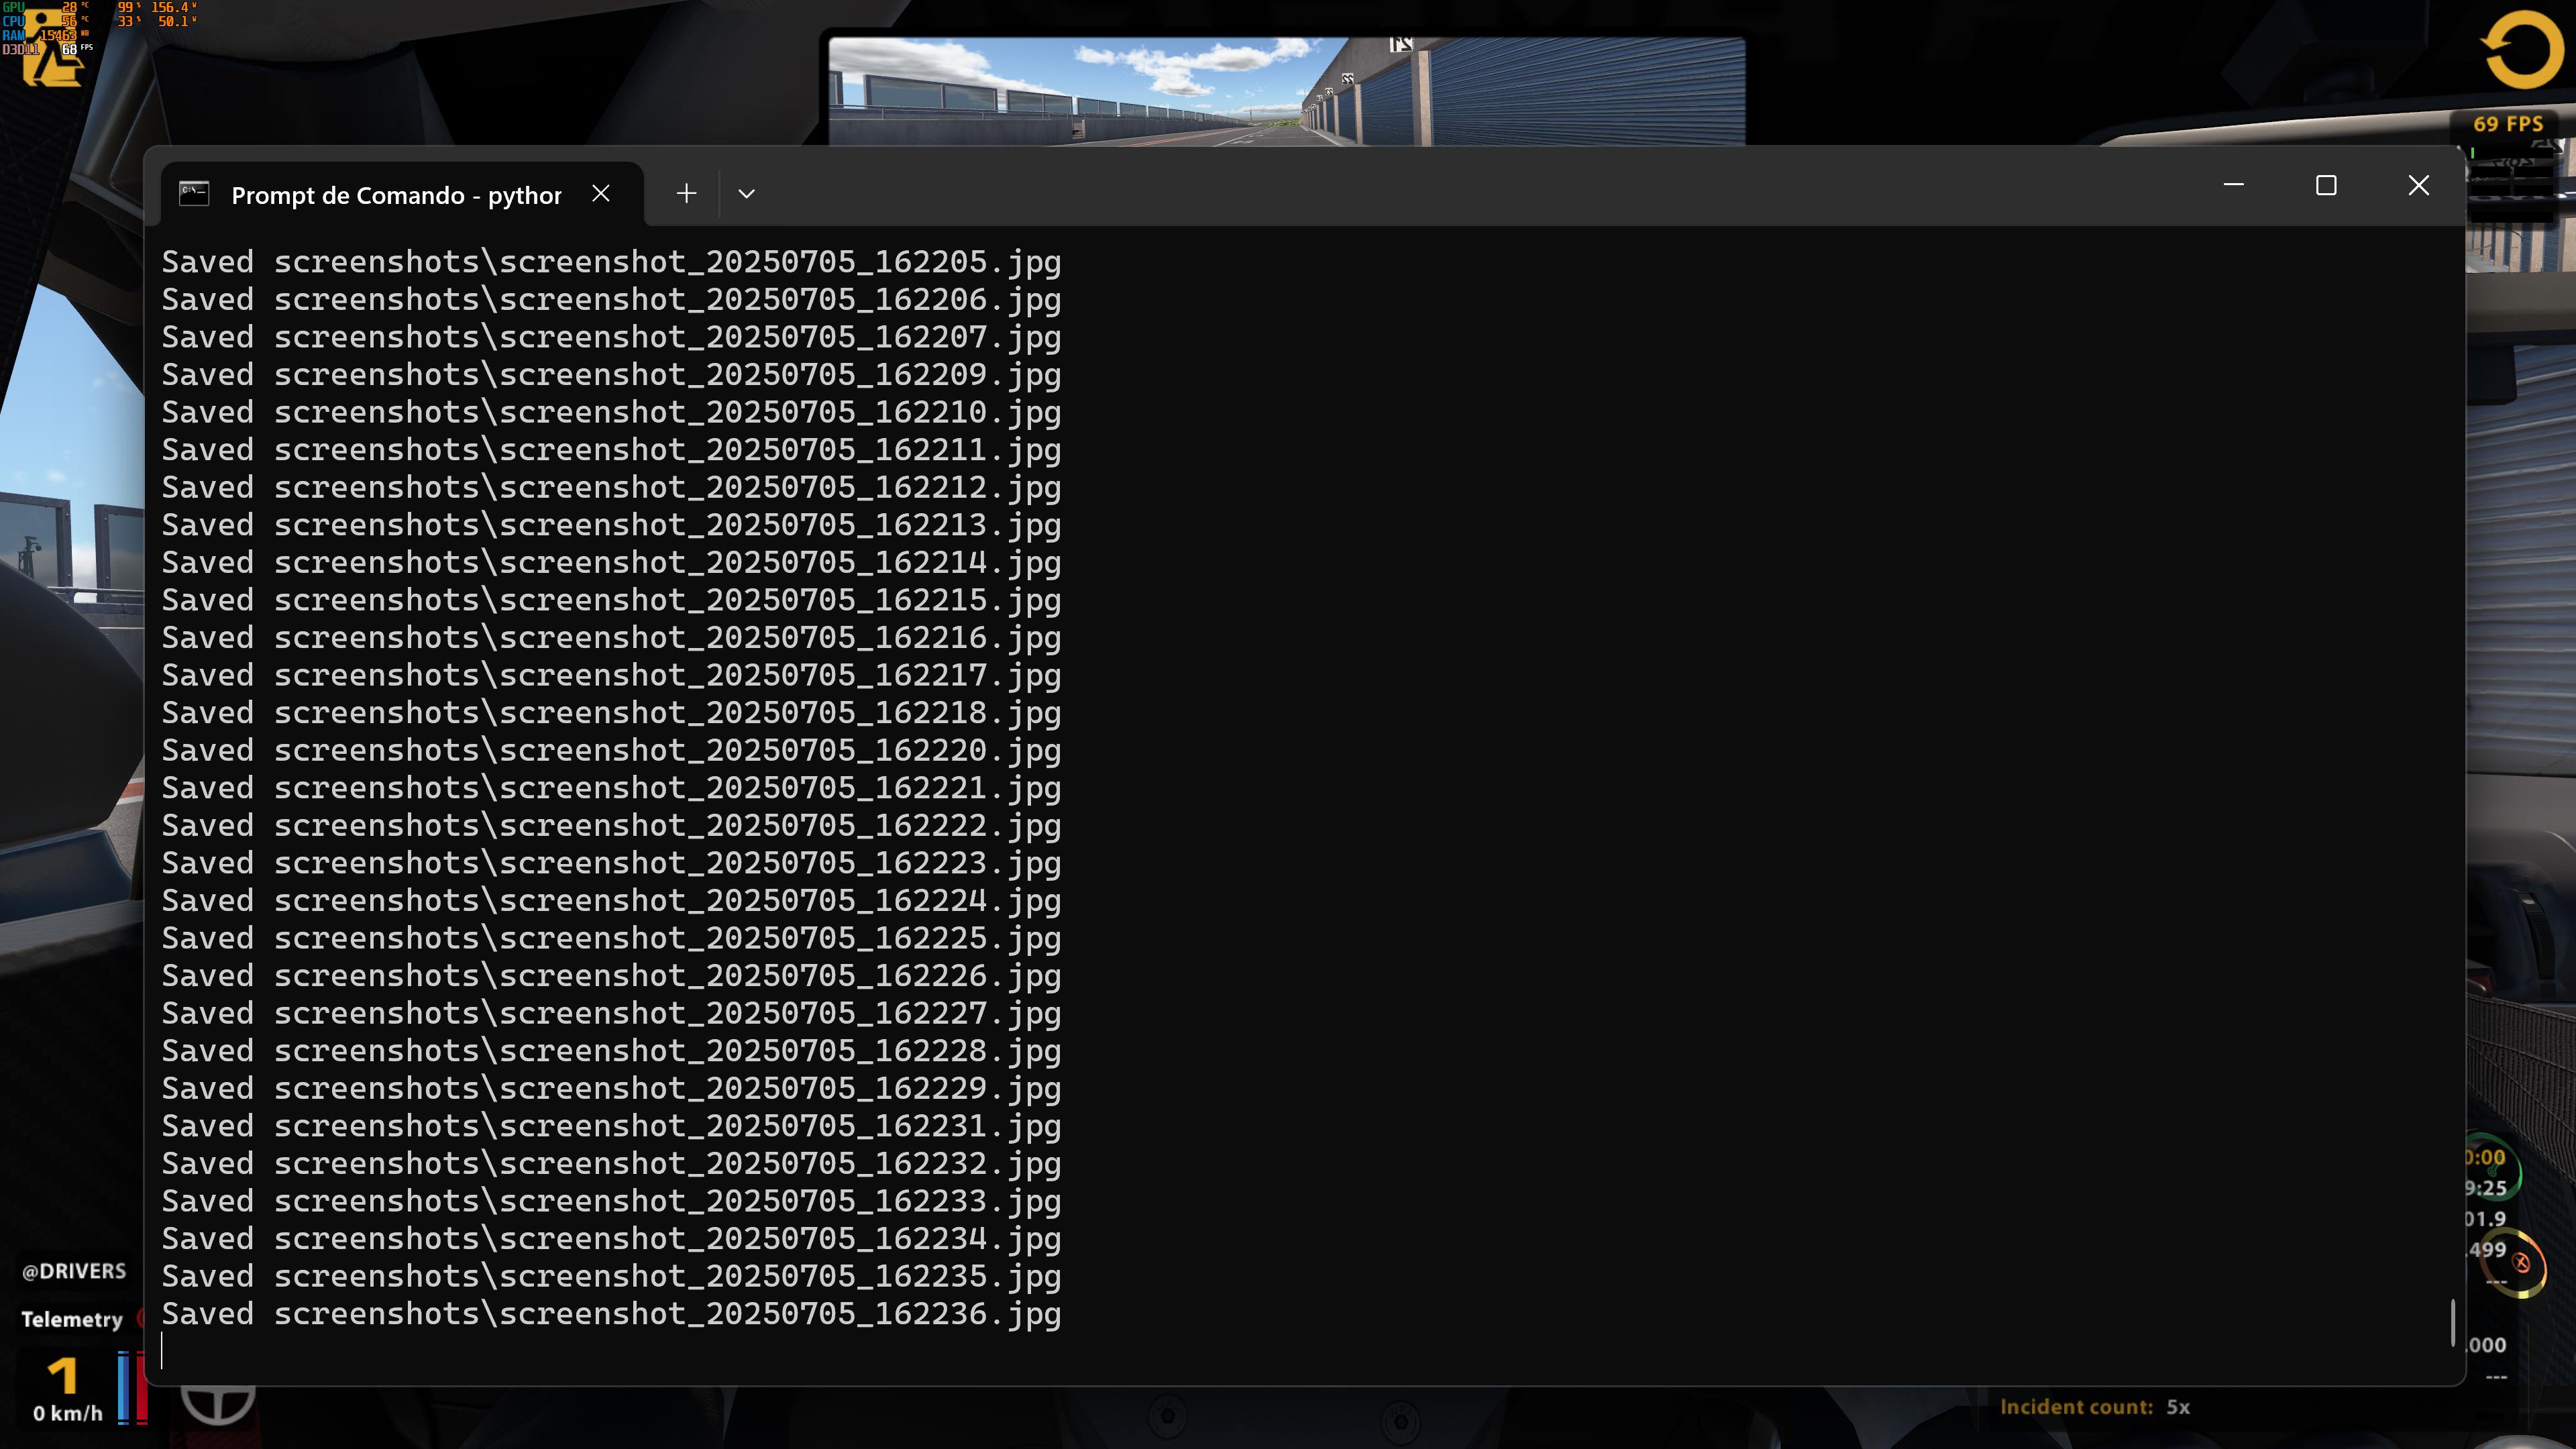 GPU 28 °C 99 % 156.4 W
CPU 56 °C 33 % 50.1 W
RAM 15463 MB
D3D11 68 FPS
69 FPS
Prompt de Comando - python
Saved screenshots\screenshot_20250705_162205.jpg
Saved screenshots\screenshot_20250705_162206.jpg
Saved screenshots\screenshot_20250705_162207.jpg
Saved screenshots\screenshot_20250705_162209.jpg
Saved screenshots\screenshot_20250705_162210.jpg
Saved screenshots\screenshot_20250705_162211.jpg
Saved screenshots\screenshot_20250705_162212.jpg
Saved screenshots\screenshot_20250705_162213.jpg
Saved screenshots\screenshot_20250705_162214.jpg
Saved screenshots\screenshot_20250705_162215.jpg
Saved screenshots\screenshot_20250705_162216.jpg
Saved screenshots\screenshot_20250705_162217.jpg
Saved screenshots\screenshot_20250705_162218.jpg
Saved screenshots\screenshot_20250705_162220.jpg
Saved screenshots\screenshot_20250705_162221.jpg
Saved screenshots\screenshot_20250705_162222.jpg
Saved screenshots\screenshot_20250705_162223.jpg
Saved screenshots\screenshot_20250705_162224.jpg
Saved screenshots\screenshot_20250705_162225.jpg
Saved screenshots\screenshot_20250705_162226.jpg
Saved screenshots\screenshot_20250705_162227.jpg
Saved screenshots\screenshot_20250705_162228.jpg
Saved screenshots\screenshot_20250705_162229.jpg
Saved screenshots\screenshot_20250705_162231.jpg
Saved screenshots\screenshot_20250705_162232.jpg
Saved screenshots\screenshot_20250705_162233.jpg
Saved screenshots\screenshot_20250705_162234.jpg
Saved screenshots\screenshot_20250705_162235.jpg
Saved screenshots\screenshot_20250705_162236.jpg
0:00
9:25
01.9
.499
---
.000
---
@DRIVERS
Telemetry
1
0 km/h
Incident count: 5x